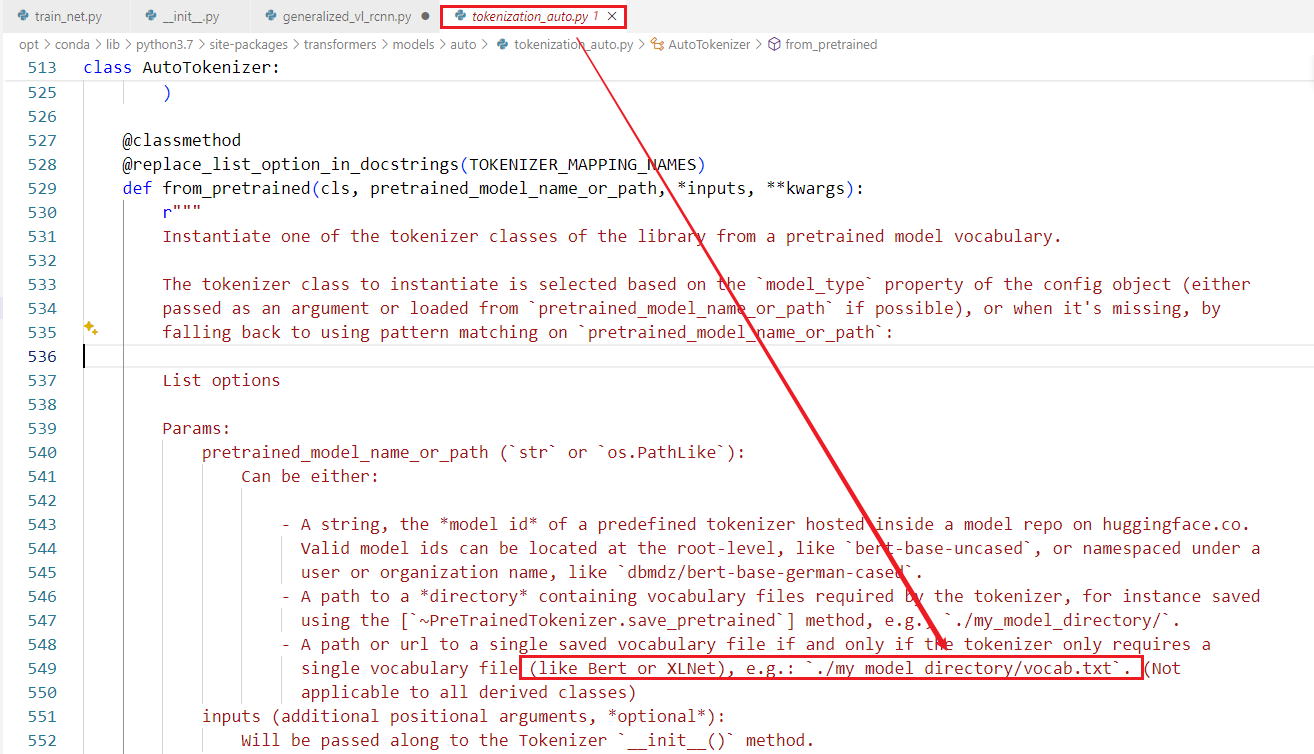 train_net.py __init__.py generalized_vl_rcnn.py ● tokenization_auto.py 1 ×
opt > conda > lib > python3.7 > site-packages > transformers > models > auto > tokenization_auto.py > AutoTokenizer > from_pretrained
513 class AutoTokenizer:
525 )
526
527 @classmethod
528 @replace_list_option_in_docstrings(TOKENIZER_MAPPING_NAMES)
529 def from_pretrained(cls, pretrained_model_name_or_path, *inputs, **kwargs):
530 r"""
531 Instantiate one of the tokenizer classes of the library from a pretrained model vocabulary.
532
533 The tokenizer class to instantiate is selected based on the `model_type` property of the config object (either
534 passed as an argument or loaded from `pretrained_model_name_or_path` if possible), or when it's missing, by
535 falling back to using pattern matching on `pretrained_model_name_or_path`:
536
537 List options
538
539 Params:
540 pretrained_model_name_or_path (`str` or `os.PathLike`):
541 Can be either:
542
543 - A string, the *model id* of a predefined tokenizer hosted inside a model repo on huggingface.co.
544 Valid model ids can be located at the root-level, like `bert-base-uncased`, or namespaced under a
545 user or organization name, like `dbmdz/bert-base-german-cased`.
546 - A path to a *directory* containing vocabulary files required by the tokenizer, for instance saved
547 using the [`~PreTrainedTokenizer.save_pretrained`] method, e.g., `./my_model_directory/`.
548 - A path or url to a single saved vocabulary file if and only if the tokenizer only requires a
549 single vocabulary file (like Bert or XLNet), e.g.: `./my_model_directory/vocab.txt`. (Not
550 applicable to all derived classes)
551 inputs (additional positional arguments, *optional*):
552 Will be passed along to the Tokenizer `__init__()` method.